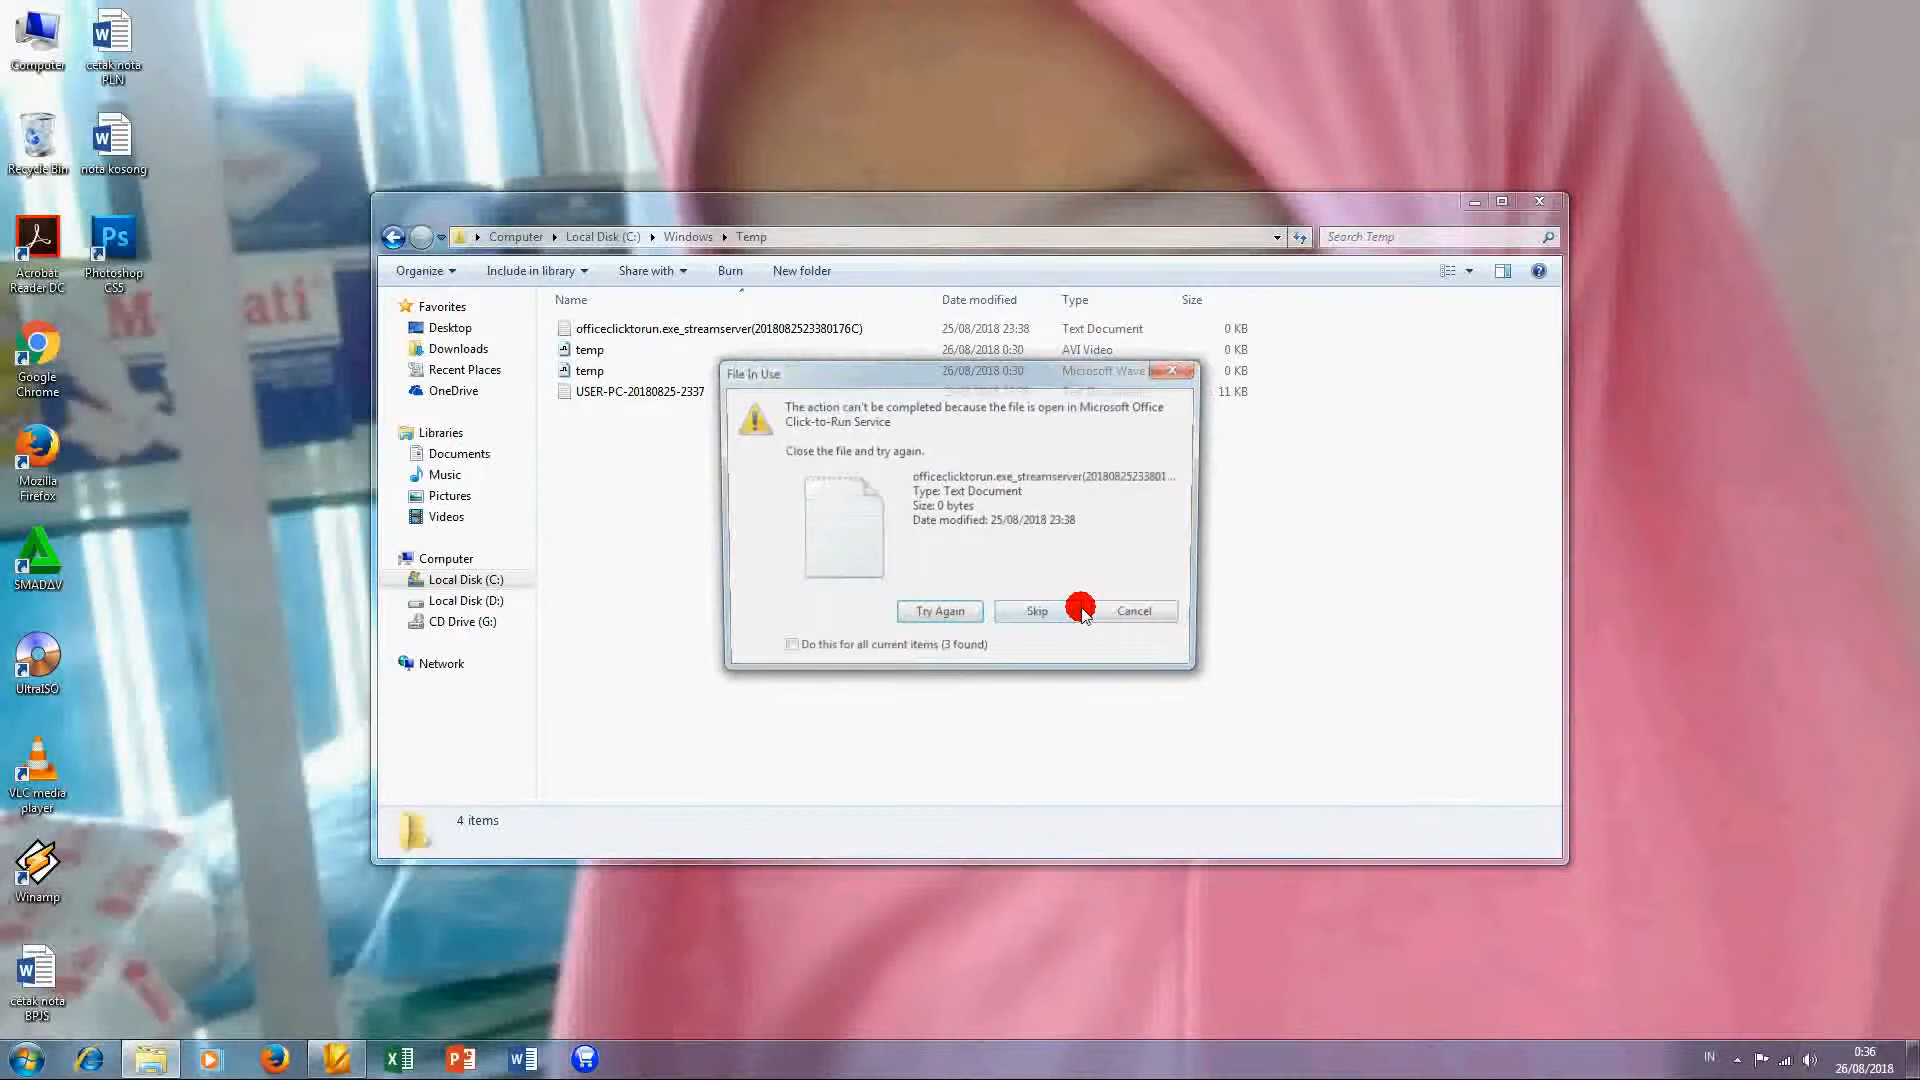 Computer
cetak nota
PLN
Recycle Bin
nota kosong
Acrobat
Reader DC
Ps
Photoshop
CS5
Google
Chrome
Mozilla
Firefox
SMADAV
UltraISO
VLC media
player
Winamp
cetak nota
BPJS
Computer
Local Disk (C:)
Windows
Temp
Search Temp
Organize
Include in library
Share with
Burn
New folder
Favorites
Desktop
Downloads
Recent Places
OneDrive
Libraries
Documents
Music
Pictures
Videos
Computer
Local Disk (C:)
Local Disk (D:)
CD Drive (G:)
Network
Name Date modified Type Size
officeclicktorun.exe_streamserver(2018082523380176C) 25/08/2018 23:38 Text Document 0 KB
temp 26/08/2018 0:30 AVI Video 0 KB
temp 26/08/2018 0:30 Microsoft Wave 0 KB
USER-PC-20180825-2337 11 KB
File In Use
The action can't be completed because the file is open in Microsoft Office
Click-to-Run Service
Close the file and try again.
officeclicktorun.exe_streamserver(20180825233801...
Type: Text Document
Size: 0 bytes
Date modified: 25/08/2018 23:38
Try Again
Skip
Cancel
Do this for all current items (3 found)
4 items
IN
0:36
26/08/2018